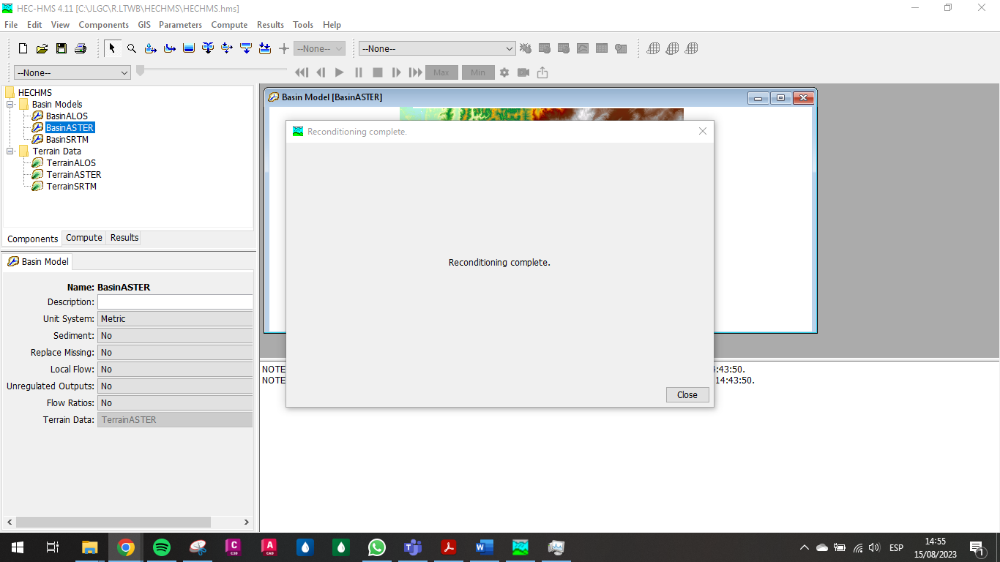 HEC-HMS 4.11 [C:\JLGC\R.LTWB\HECHMS\HECHMS.hms]
File Edit View Components GIS Parameters Compute Results Tools Help
--None-- --None--
--None-- Max Min
HECHMS
Basin Models
BasinALOS
BasinASTER
BasinSRTM
Terrain Data
TerrainALOS
TerrainASTER
TerrainSRTM
Components Compute Results
Basin Model
Name: BasinASTER
Description:
Unit System: Metric
Sediment: No
Replace Missing: No
Local Flow: No
Unregulated Outputs: No
Flow Ratios: No
Terrain Data: TerrainASTER
Basin Model [BasinASTER]
Reconditioning complete.
Reconditioning complete.
Close
NOTE :43:50.
NOTE 14:43:50.
C C3D A CAD W ESP 14:55
15/08/2023 1